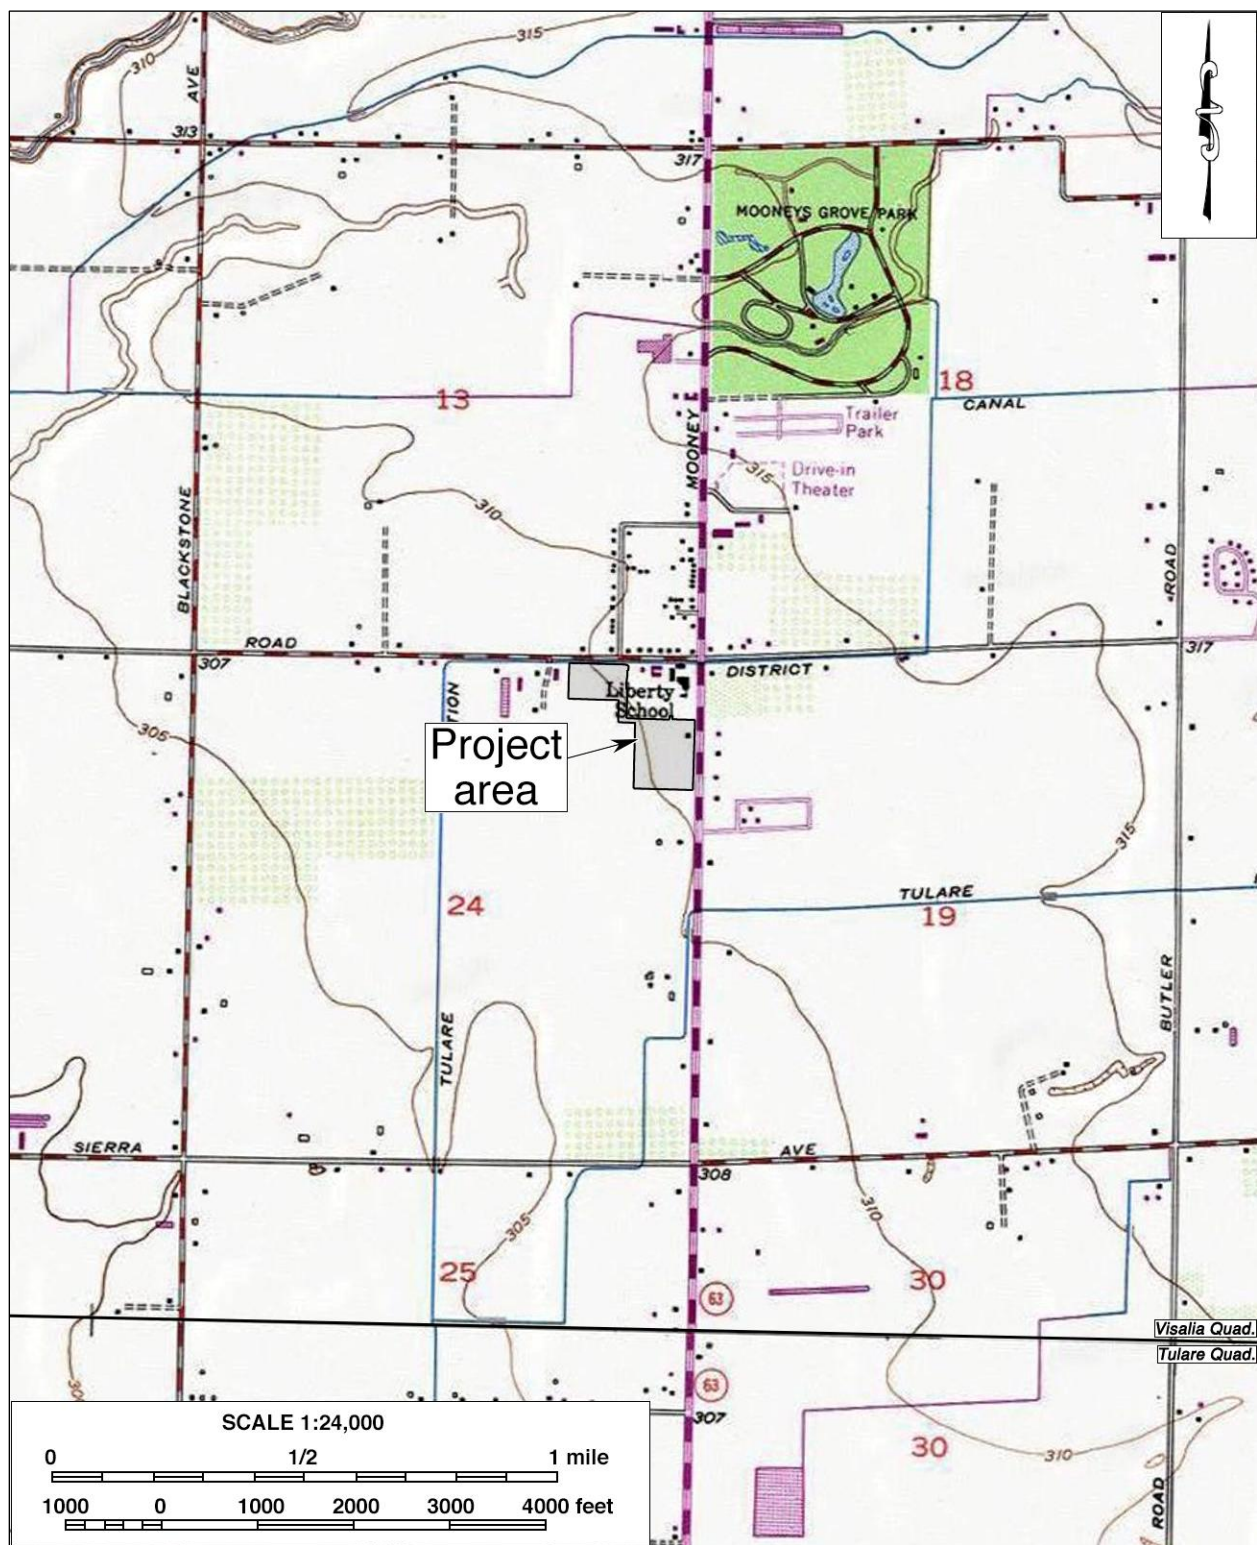 315
310
AVE
313
317
MOONEYS GROVE PARK
13
18
CANAL
MOONEY
Trailer
Park
315
Drive-in
Theater
BLACKSTONE
310
ROAD
ROAD
307
317
DISTRICT
Liberty
School
TION
305
Project
area
315
TULARE
24
19
BUTLER
TULARE
SIERRA
AVE
308
310
305
25
30
63
Visalia Quad.
Tulare Quad.
63
307
30
310
ROAD
SCALE 1:24,000
0 1/2 1 mile
1000 0 1000 2000 3000 4000 feet